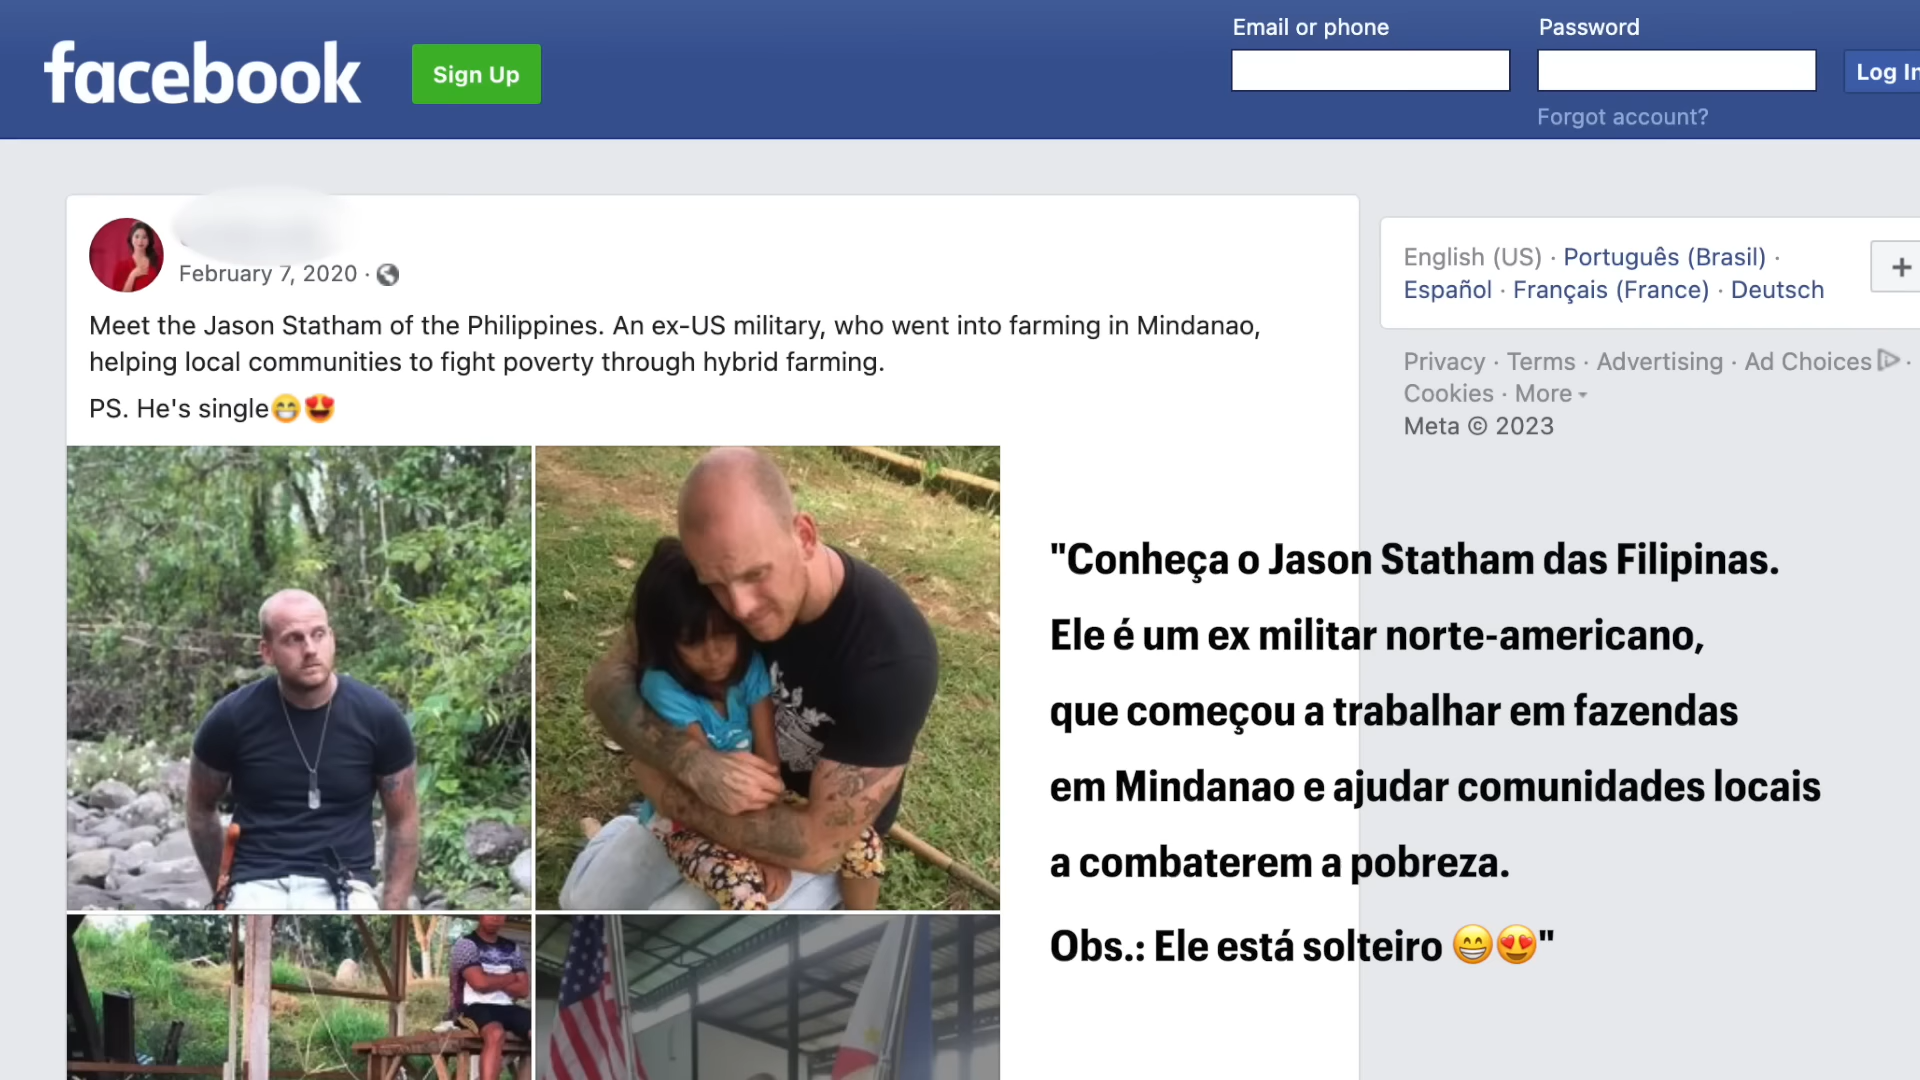 facebook
Sign Up
Email or phone
Password
Log In
Forgot account?
February 7, 2020 ·
Meet the Jason Statham of the Philippines. An ex-US military, who went into farming in Mindanao,
helping local communities to fight poverty through hybrid farming.
PS. He's single😁😍
English (US) · Português (Brasil) ·
Español · Français (France) · Deutsch
+
Privacy · Terms · Advertising · Ad Choices ·
Cookies · More
Meta © 2023
"Conheça o Jason Statham das Filipinas.
Ele é um ex militar norte-americano,
que começou a trabalhar em fazendas
em Mindanao e ajudar comunidades locais
a combaterem a pobreza.
Obs.: Ele está solteiro 😁😍"